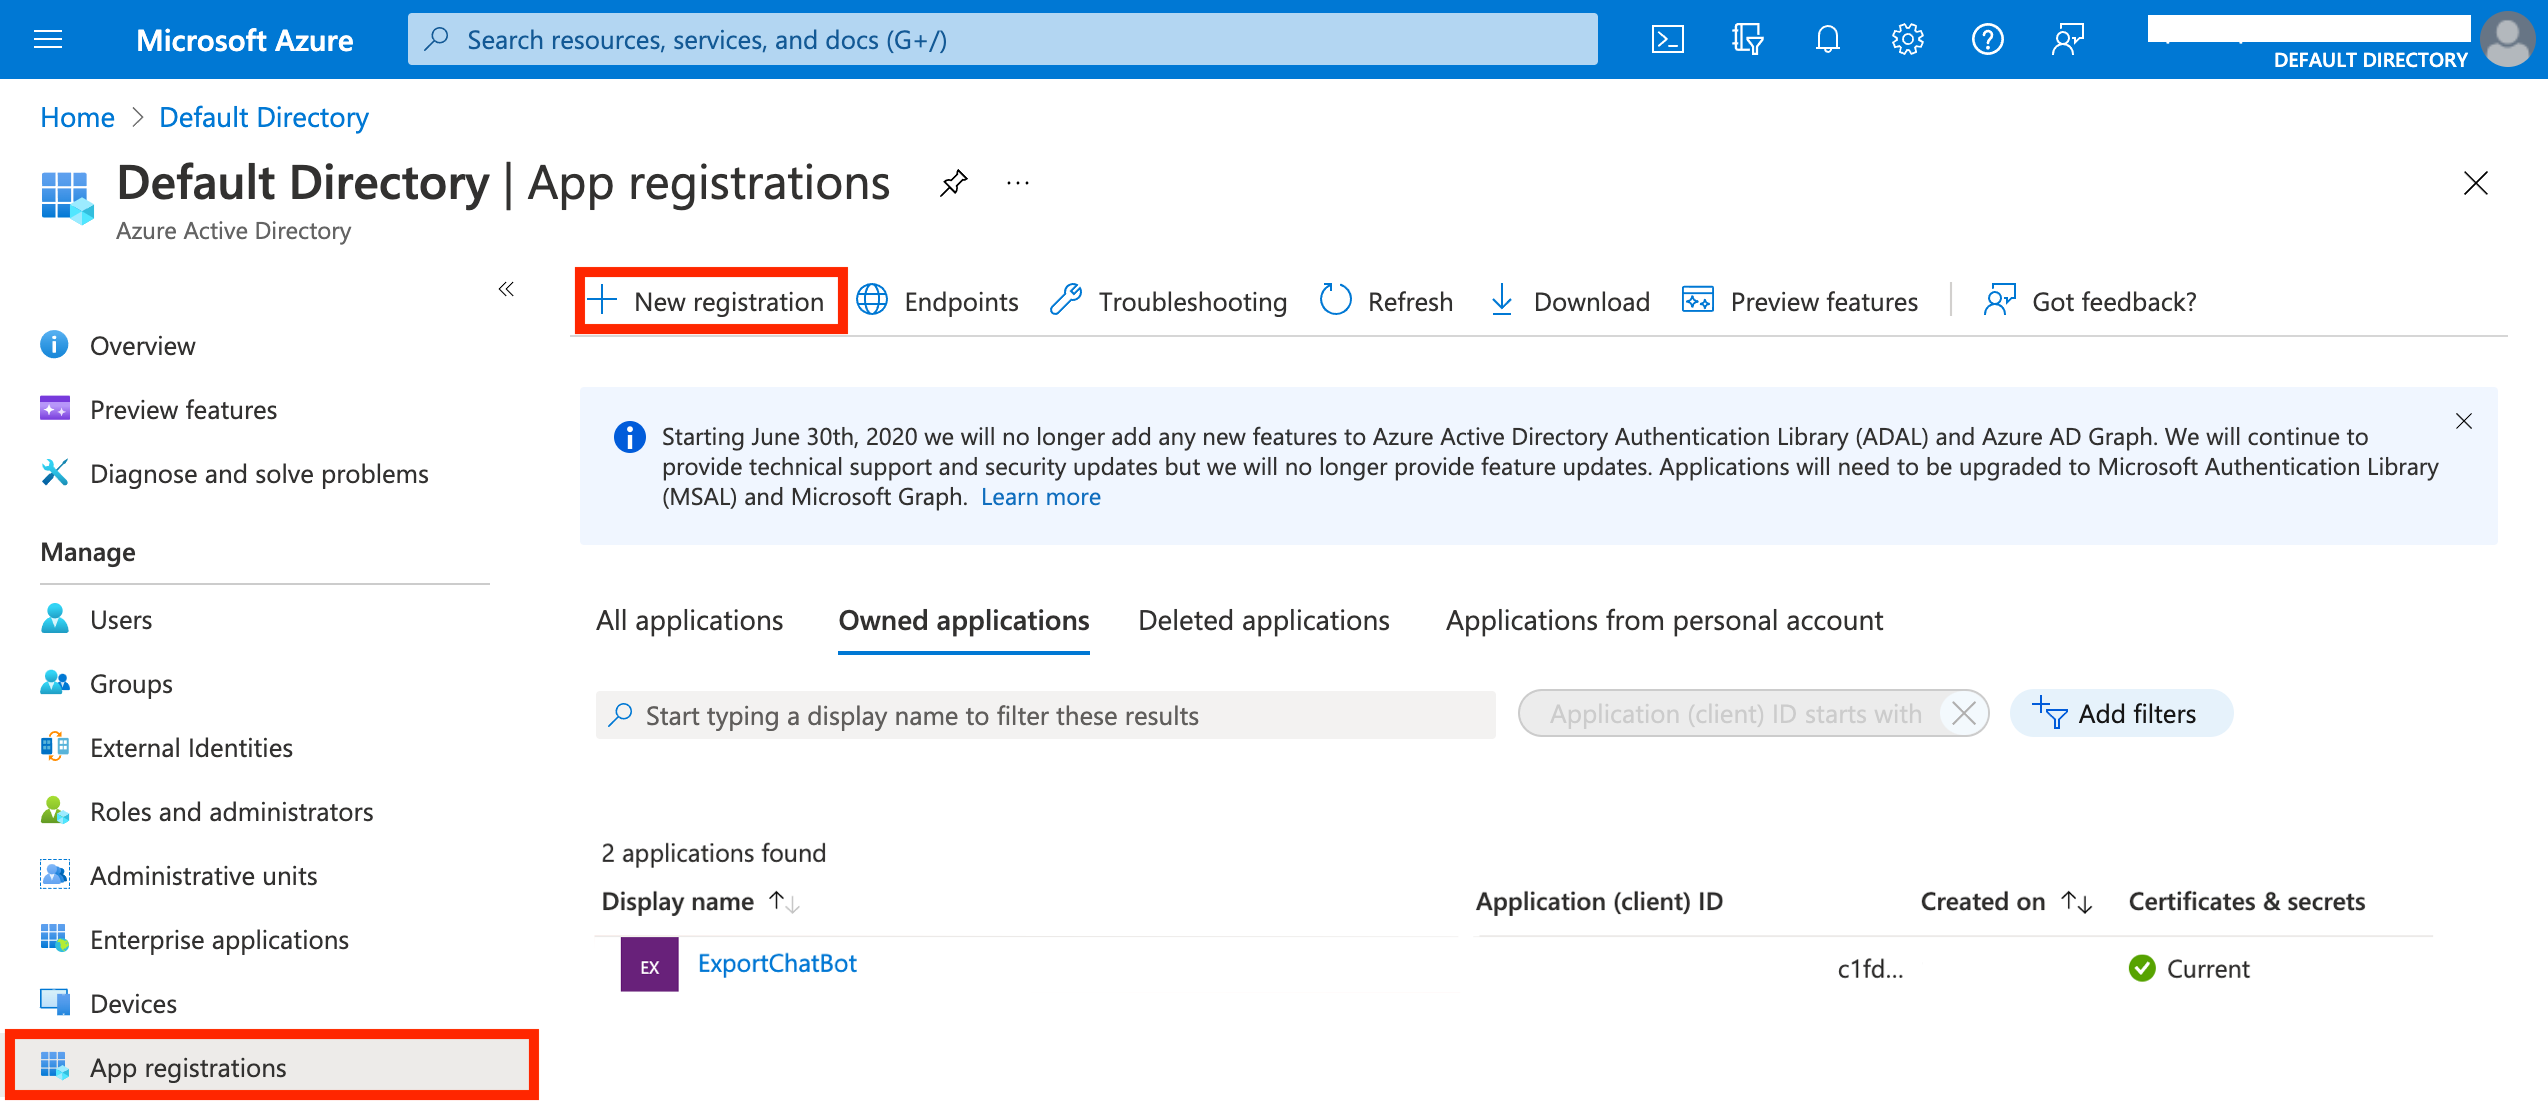 Microsoft Azure
Search resources, services, and docs (G+/)
DEFAULT DIRECTORY
Home > Default Directory
Default Directory | App registrations
Azure Active Directory
New registration
Endpoints
Troubleshooting
Refresh
Download
Preview features
Got feedback?
Overview
Preview features
Diagnose and solve problems
Manage
Users
Groups
External Identities
Roles and administrators
Administrative units
Enterprise applications
Devices
App registrations
Starting June 30th, 2020 we will no longer add any new features to Azure Active Directory Authentication Library (ADAL) and Azure AD Graph. We will continue to
provide technical support and security updates but we will no longer provide feature updates. Applications will need to be upgraded to Microsoft Authentication Library
(MSAL) and Microsoft Graph. Learn more
All applications
Owned applications
Deleted applications
Applications from personal account
Start typing a display name to filter these results
Application (client) ID starts with
Add filters
2 applications found
Display name
Application (client) ID
Created on
Certificates & secrets
EX
ExportChatBot
c1fd...
Current